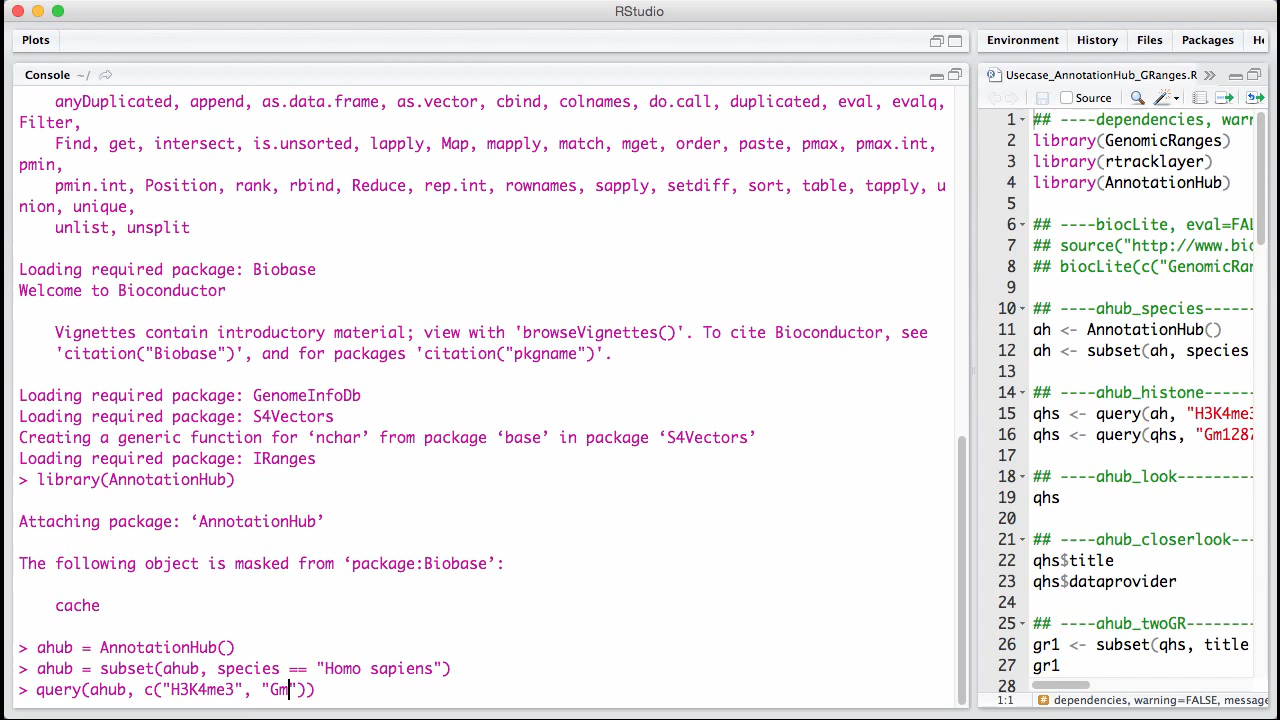 RStudio
Plots
Console ~/
anyDuplicated, append, as.data.frame, as.vector, cbind, colnames, do.call, duplicated, eval, evalq,
Filter,
Find, get, intersect, is.unsorted, lapply, Map, mapply, match, mget, order, paste, pmax, pmax.int,
pmin,
pmin.int, Position, rank, rbind, Reduce, rep.int, rownames, sapply, setdiff, sort, table, tapply, u
nion, unique,
unlist, unsplit
Loading required package: Biobase
Welcome to Bioconductor
Vignettes contain introductory material; view with 'browseVignettes()'. To cite Bioconductor, see
'citation("Biobase")', and for packages 'citation("pkgname")'.
Loading required package: GenomeInfoDb
Loading required package: S4Vectors
Creating a generic function for ‘nchar’ from package ‘base’ in package ‘S4Vectors’
Loading required package: IRanges
> library(AnnotationHub)
Attaching package: ‘AnnotationHub’
The following object is masked from ‘package:Biobase’:
cache
> ahub = AnnotationHub()
> ahub = subset(ahub, species == "Homo sapiens")
> query(ahub, c("H3K4me3", "Gm"))
Environment History Files Packages He
Usecase_AnnotationHub_GRanges.R
Source
1 ## ----dependencies, warn
2 library(GenomicRanges)
3 library(rtracklayer)
4 library(AnnotationHub)
5
6 ## ----biocLite, eval=FAL
7 ## source("http://www.bio
8 ## biocLite(c("GenomicRan
9
10 ## ----ahub_species------
11 ah <- AnnotationHub()
12 ah <- subset(ah, species
13
14 ## ----ahub_histone------
15 qhs <- query(ah, "H3K4me3
16 qhs <- query(qhs, "Gm1287
17
18 ## ----ahub_look---------
19 qhs
20
21 ## ----ahub_closerlook---
22 qhs$title
23 qhs$dataprovider
24
25 ## ----ahub_twoGR--------
26 gr1 <- subset(qhs, title
27 gr1
28
1:1 # dependencies, warning=FALSE, message